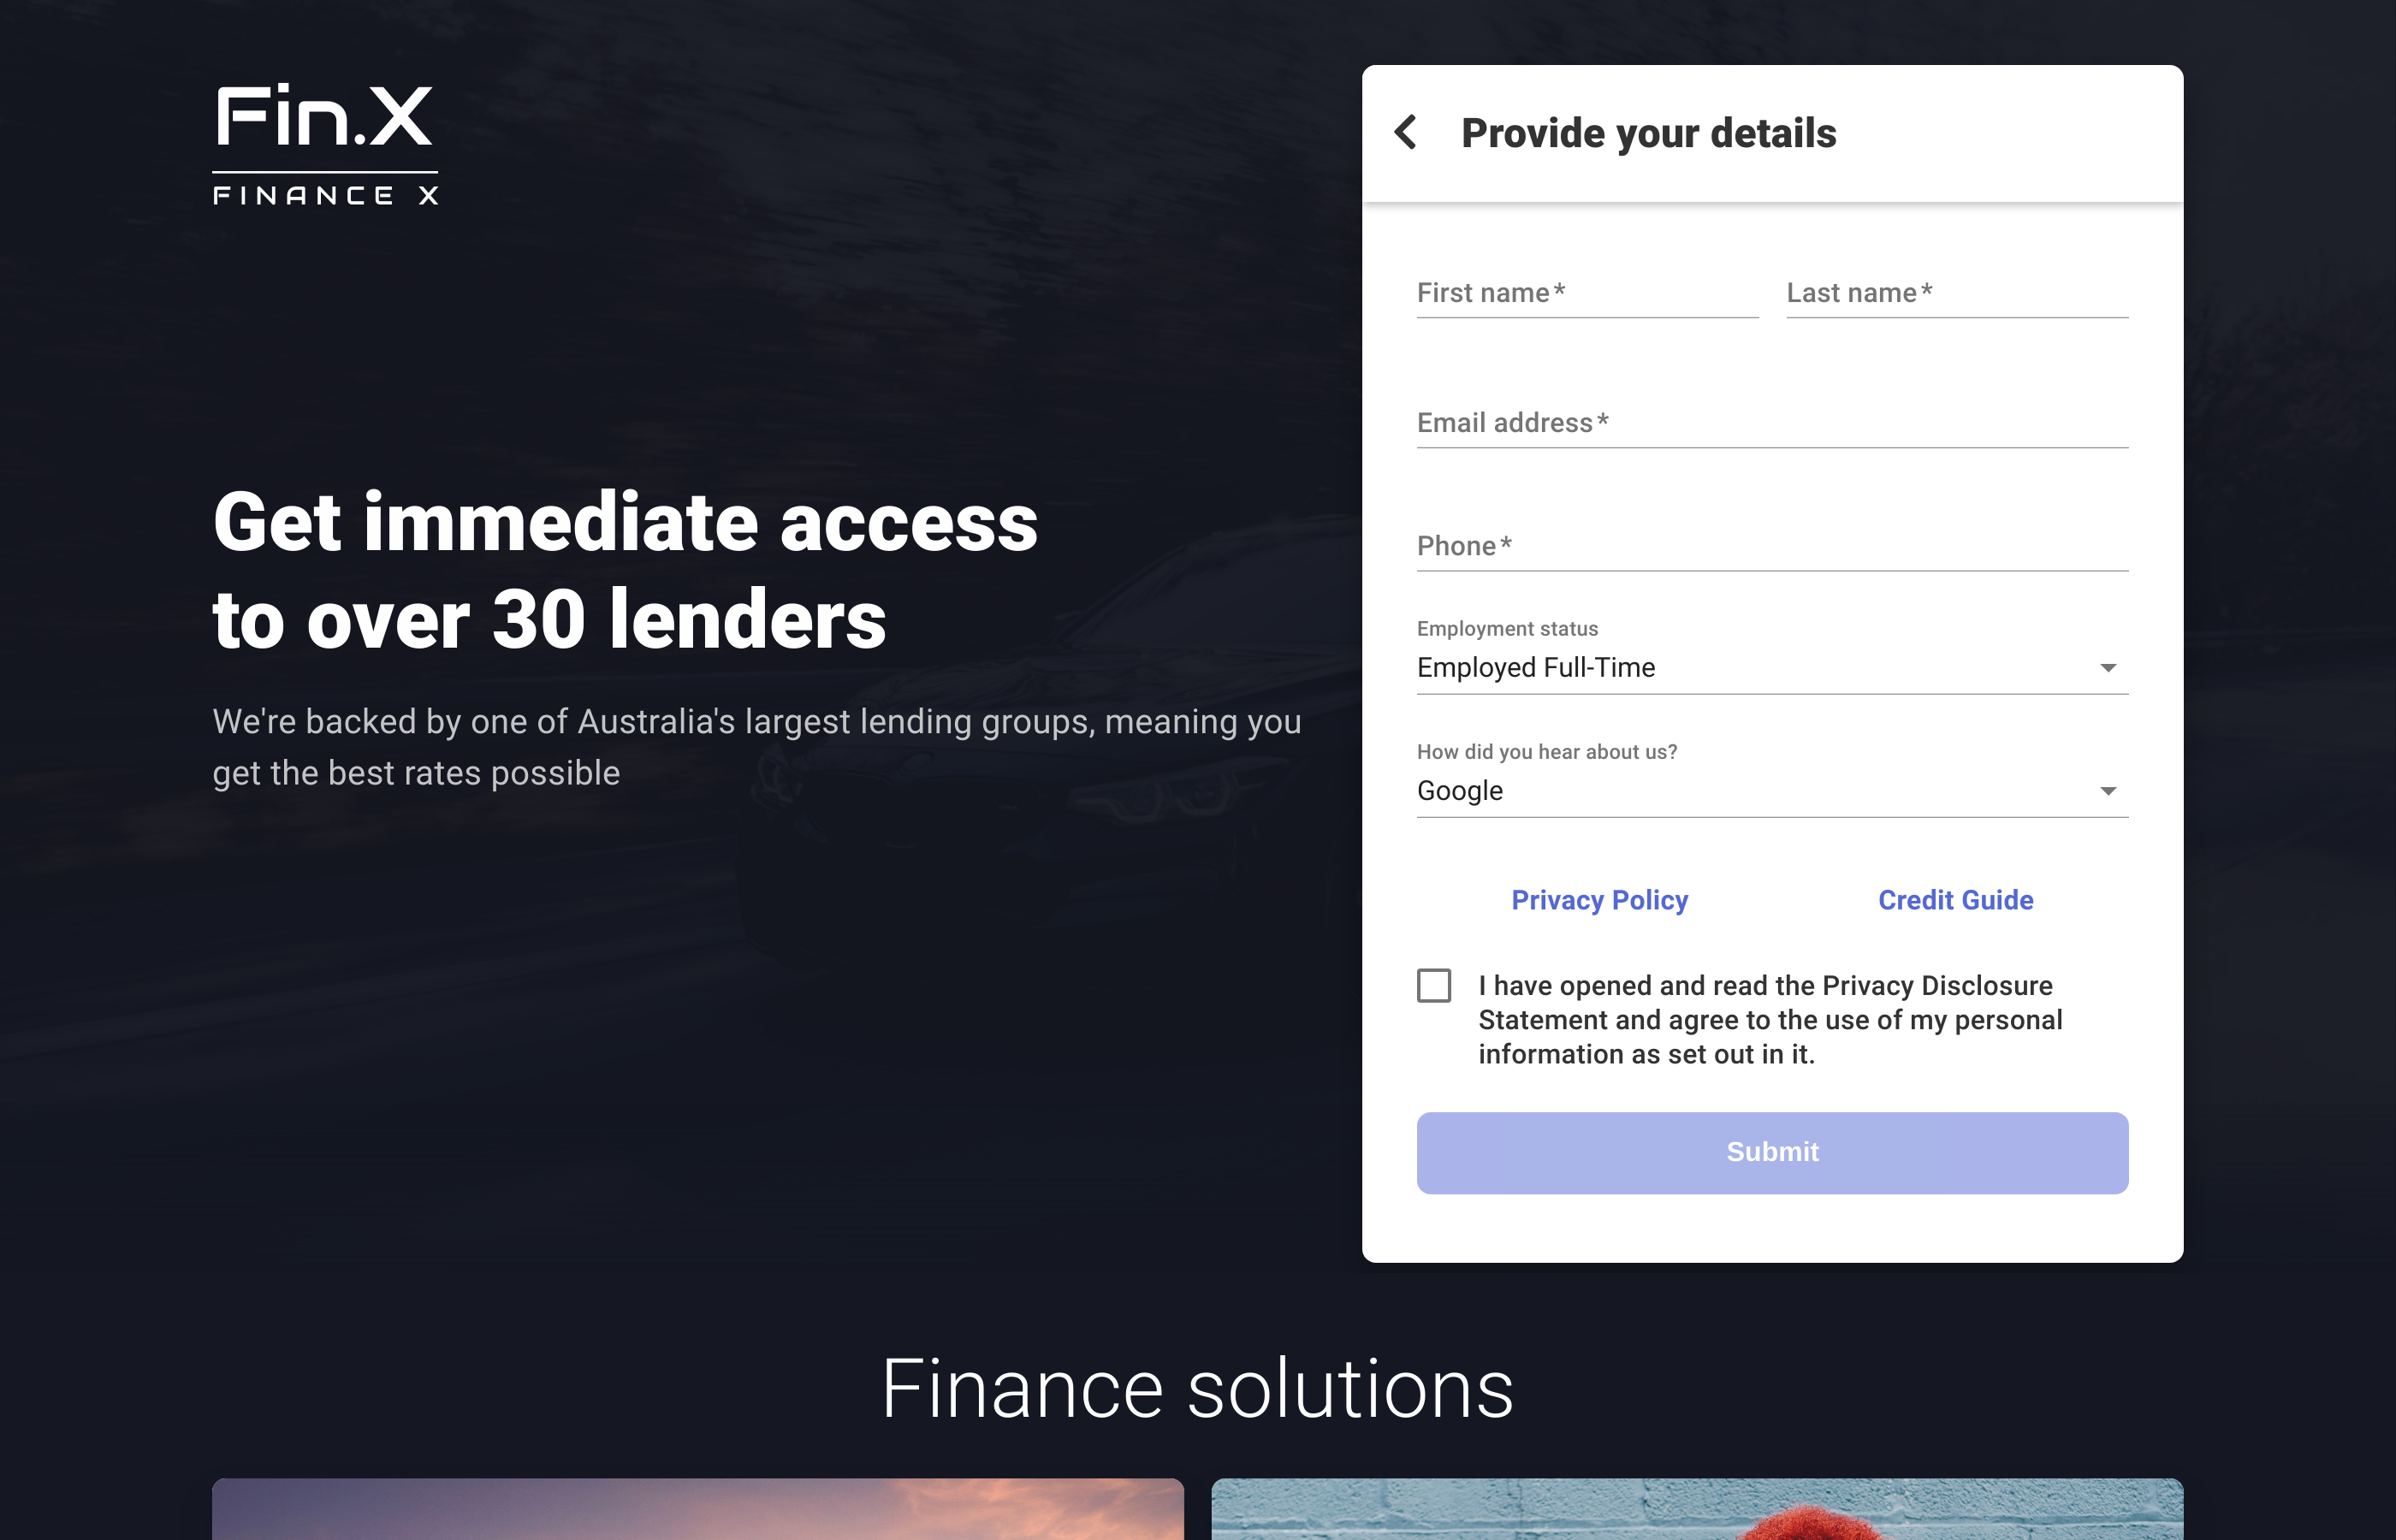 Fin.X
FINANCE X
Get immediate access
to over 30 lenders
We're backed by one of Australia's largest lending groups, meaning you
get the best rates possible
Provide your details
First name*
Last name*
Email address*
Phone*
Employment status
Employed Full-Time
How did you hear about us?
Google
Privacy Policy
Credit Guide
I have opened and read the Privacy Disclosure
Statement and agree to the use of my personal
information as set out in it.
Submit
Finance solutions